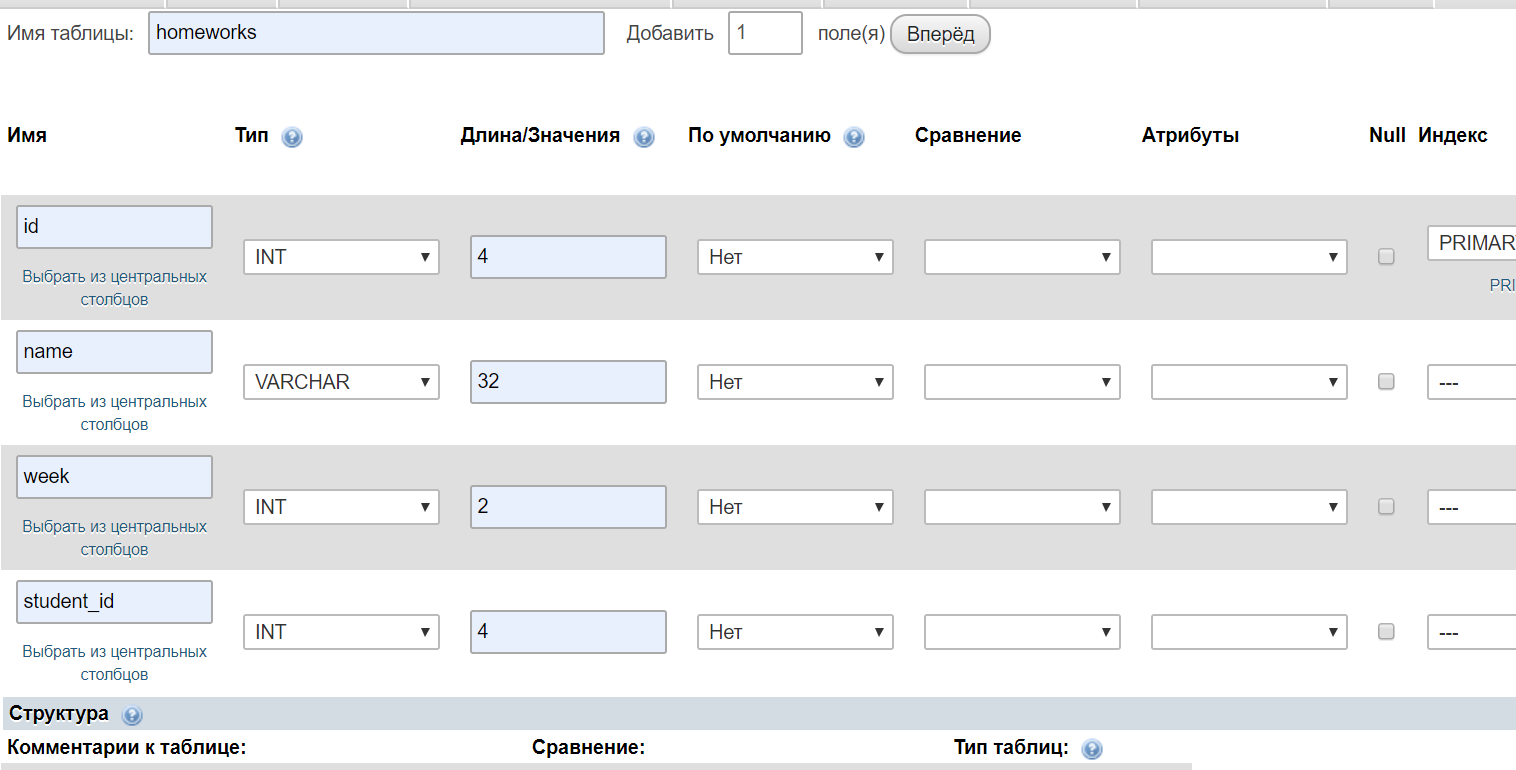 Имя таблицы: homeworks Добавить 1 поле(я) Вперёд
Имя Тип Длина/Значения По умолчанию Сравнение Атрибуты Null Индекс
id INT 4 Нет PRIMAR
Выбрать из центральных
столбцов PRI
name VARCHAR 32 Нет ---
Выбрать из центральных
столбцов
week INT 2 Нет ---
Выбрать из центральных
столбцов
student_id INT 4 Нет ---
Выбрать из центральных
столбцов
Структура
Комментарии к таблице: Сравнение: Тип таблиц: